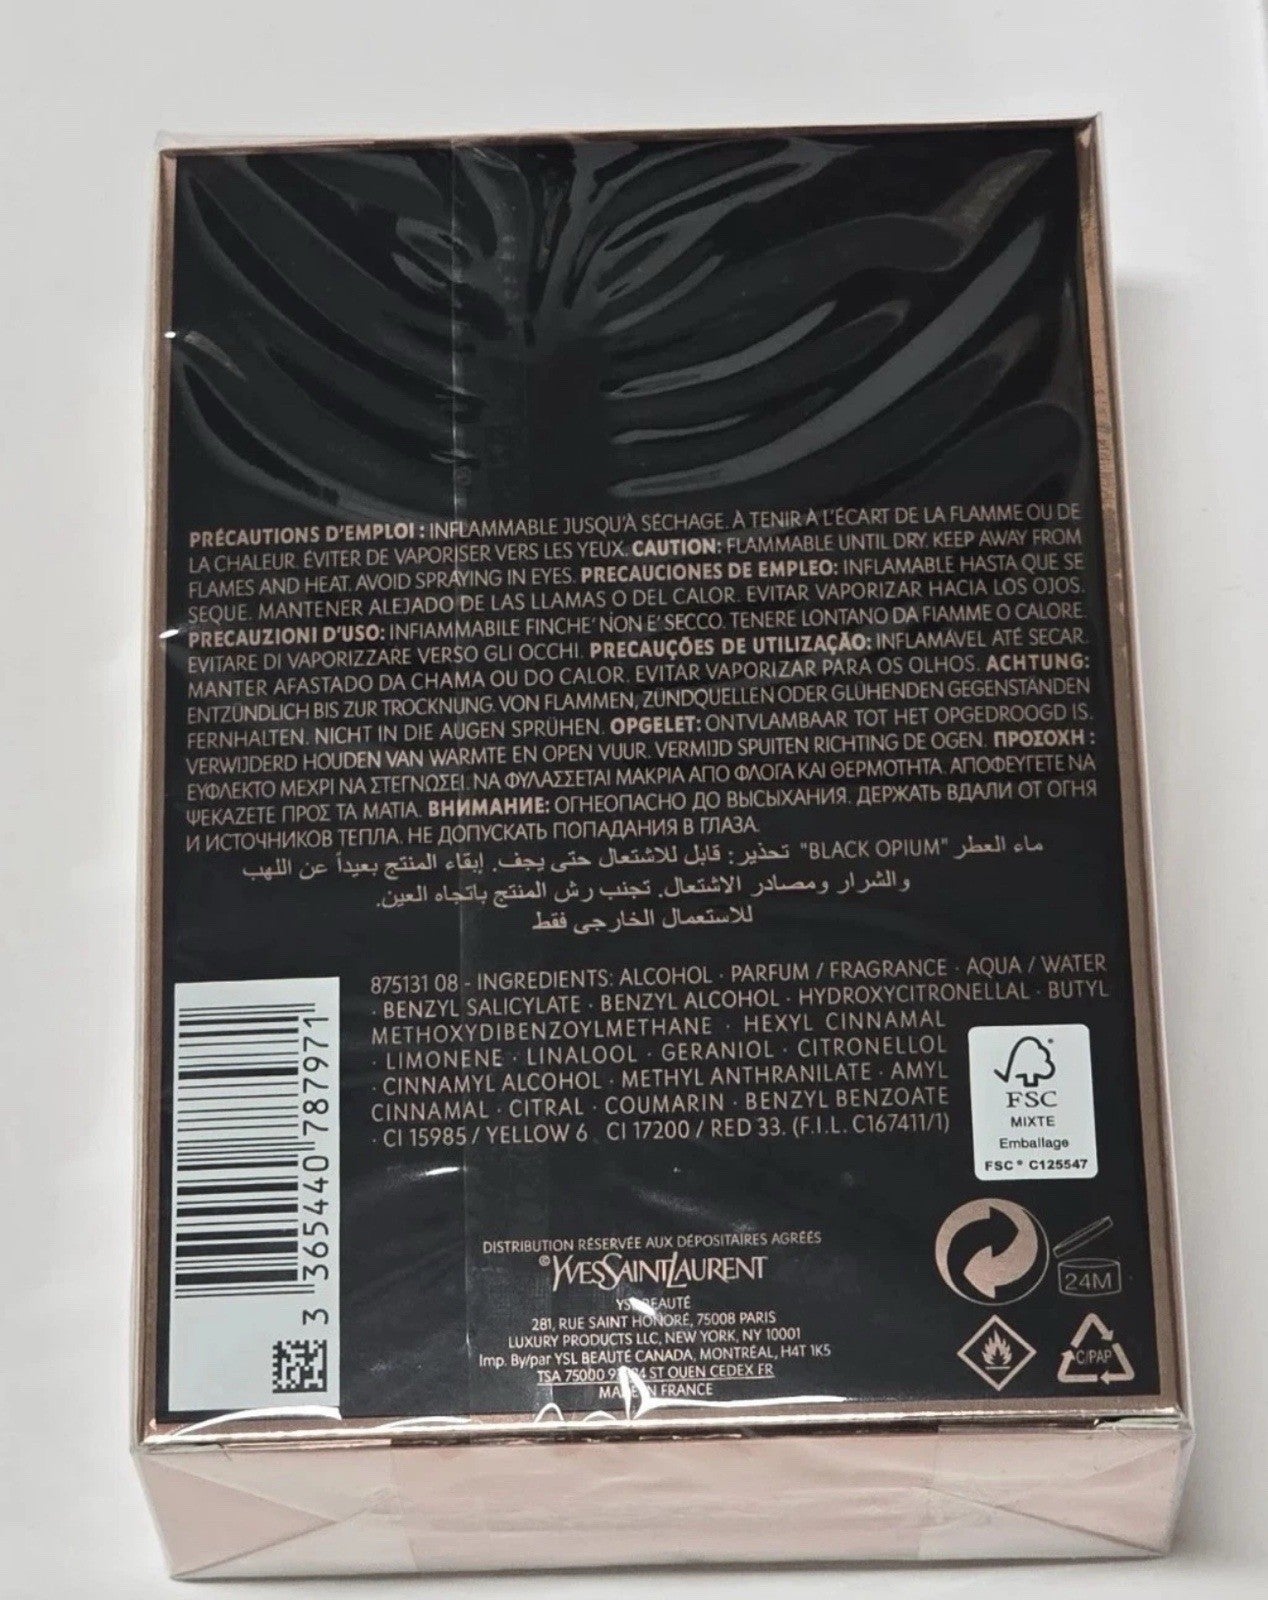 PRÉCAUTIONS D'EMPLOI : INFLAMMABLE JUSQU'À SÉCHAGE. À TENIR À L'ÉCART DE LA FLAMME OU DE
LA CHALEUR. ÉVITER DE VAPORISER VERS LES YEUX. CAUTION: FLAMMABLE UNTIL DRY. KEEP AWAY FROM
FLAMES AND HEAT. AVOID SPRAYING IN EYES. PRECAUCIONES DE EMPLEO: INFLAMABLE HASTA QUE SE
SEQUE. MANTENER ALEJADO DE LAS LLAMAS O DEL CALOR. EVITAR VAPORIZAR HACIA LOS OJOS.
PRECAUZIONI D'USO: INFIAMMABILE FINCHE' NON E' SECCO. TENERE LONTANO DA FIAMME O CALORE.
EVITARE DI VAPORIZZARE VERSO GLI OCCHI. PRECAUÇÕES DE UTILIZAÇÃO: INFLAMÁVEL ATÉ SECAR.
MANTER AFASTADO DA CHAMA OU DO CALOR. EVITAR VAPORIZAR PARA OS OLHOS. ACHTUNG:
ENTZÜNDLICH BIS ZUR TROCKNUNG. VON FLAMMEN, ZÜNDQUELLEN ODER GLÜHENDEN GEGENSTÄNDEN
FERNHALTEN. NICHT IN DIE AUGEN SPRÜHEN. OPGELET: ONTVLAMBAAR TOT HET OPGEDROOGD IS.
VERWIJDERD HOUDEN VAN WARMTE EN OPEN VUUR. VERMIJD SPUITEN RICHTING DE OGEN. ΠΡΟΣΟΧΗ :
ΕΥΦΛΕΚΤΟ ΜΕΧΡΙ ΝΑ ΣΤΕΓΝΩΣΕΙ. ΝΑ ΦΥΛΑΣΣΕΤΑΙ ΜΑΚΡΙΑ ΑΠΟ ΦΛΟΓΑ ΚΑΙ ΘΕΡΜΟΤΗΤΑ. ΑΠΟΦΕΥΓΕΤΕ ΝΑ
ΨΕΚΑΖΕΤΕ ΠΡΟΣ ΤΑ ΜΑΤΙΑ. ВНИМАНИЕ: ОГНЕОПАСНО ДО ВЫСЫХАНИЯ. ДЕРЖАТЬ ВДАЛИ ОТ ОГНЯ
И ИСТОЧНИКОВ ТЕПЛА. НЕ ДОПУСКАТЬ ПОПАДАНИЯ В ГЛАЗА.
ماء العطر "BLACK OPIUM" تحذير: قابل للاشتعال حتى يجف. إبقاء المنتج بعيداً عن اللهب
والشرار ومصادر الاشتعال. تجنب رش المنتج باتجاه العين.
للاستعمال الخارجي فقط
875131 08 - INGREDIENTS: ALCOHOL · PARFUM / FRAGRANCE · AQUA / WATER
· BENZYL SALICYLATE · BENZYL ALCOHOL · HYDROXYCITRONELLAL · BUTYL
METHOXYDIBENZOYLMETHANE · HEXYL CINNAMAL
· LIMONENE · LINALOOL · GERANIOL · CITRONELLOL
· CINNAMYL ALCOHOL · METHYL ANTHRANILATE · AMYL
CINNAMAL · CITRAL · COUMARIN · BENZYL BENZOATE
· CI 15985 / YELLOW 6 CI 17200 / RED 33. (F.I.L. C167411/1)
3 365440 787971
FSC
MIXTE
Emballage
FSC® C125547
DISTRIBUTION RÉSERVÉE AUX DÉPOSITAIRES AGRÉÉS
©YVESSAINTLAURENT
YSL BEAUTÉ
281, RUE SAINT HONORÉ, 75008 PARIS
LUXURY PRODUCTS LLC, NEW YORK, NY 10001
Imp. By/par YSL BEAUTÉ CANADA, MONTRÉAL, H4T 1K5
TSA 75000 ST OUEN CEDEX FR
MADE IN FRANCE
24M
C/PAP